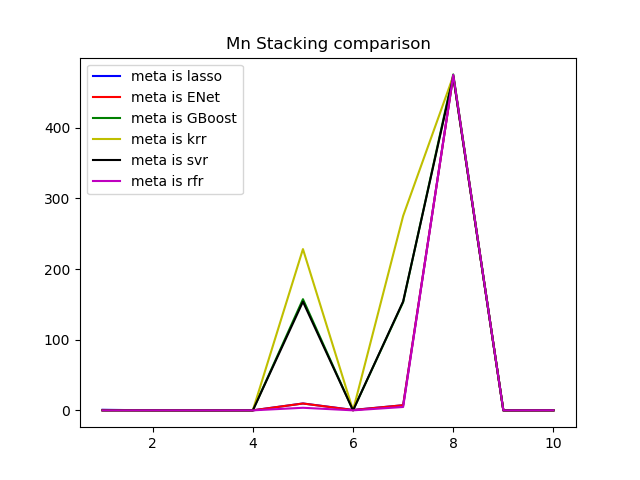 Mn Stacking comparison
meta is lasso
meta is ENet
meta is GBoost
meta is krr
meta is svr
meta is rfr
400
300
200
100
0
2 4 6 8 10